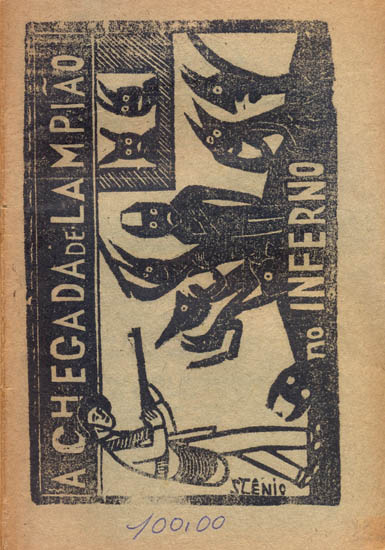 A CHEGADA DE LAMPIÃO
no INFERNO
STÊNIO
100,00